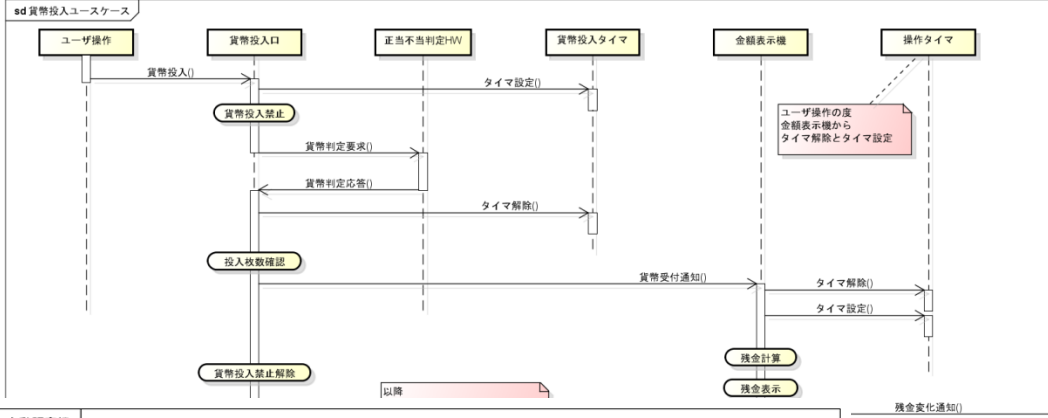 sd 貨幣投入ユースケース
ユーザ操作
貨幣投入口
正当不当判定HW
貨幣投入タイマ
金額表示機
操作タイマ
貨幣投入()
タイマ設定()
貨幣投入禁止
ユーザ操作の度
金額表示機から
タイマ解除とタイマ設定
貨幣判定要求()
貨幣判定応答()
タイマ解除()
投入枚数確認
貨幣受付通知()
タイマ解除()
タイマ設定()
残金計算
貨幣投入禁止解除
以降
残金表示
残金変化通知()